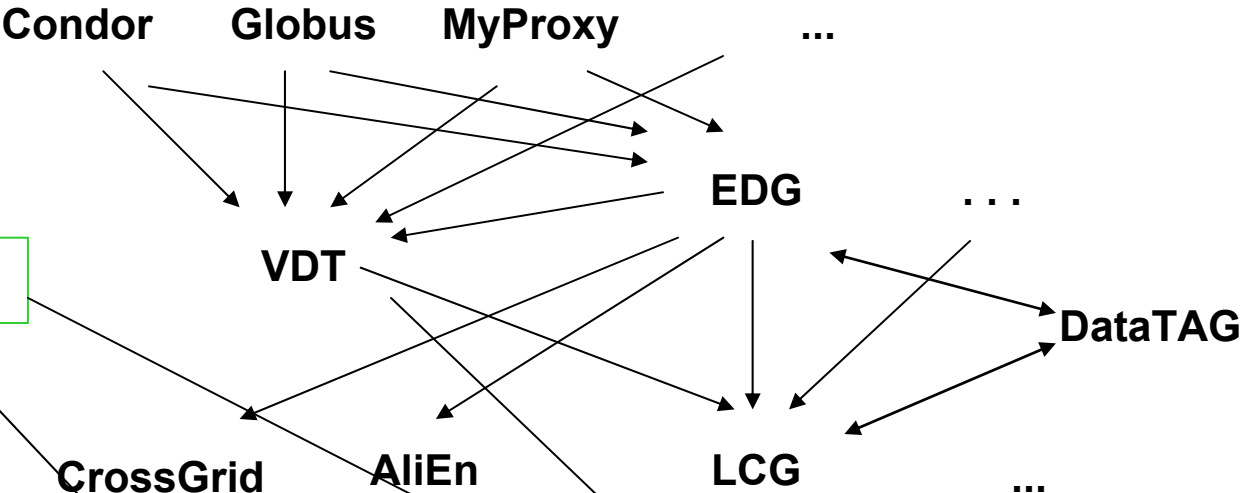 Condor Globus MyProxy ...
EDG . . .
VDT
DataTAG
CrossGrid AliEn LCG ...